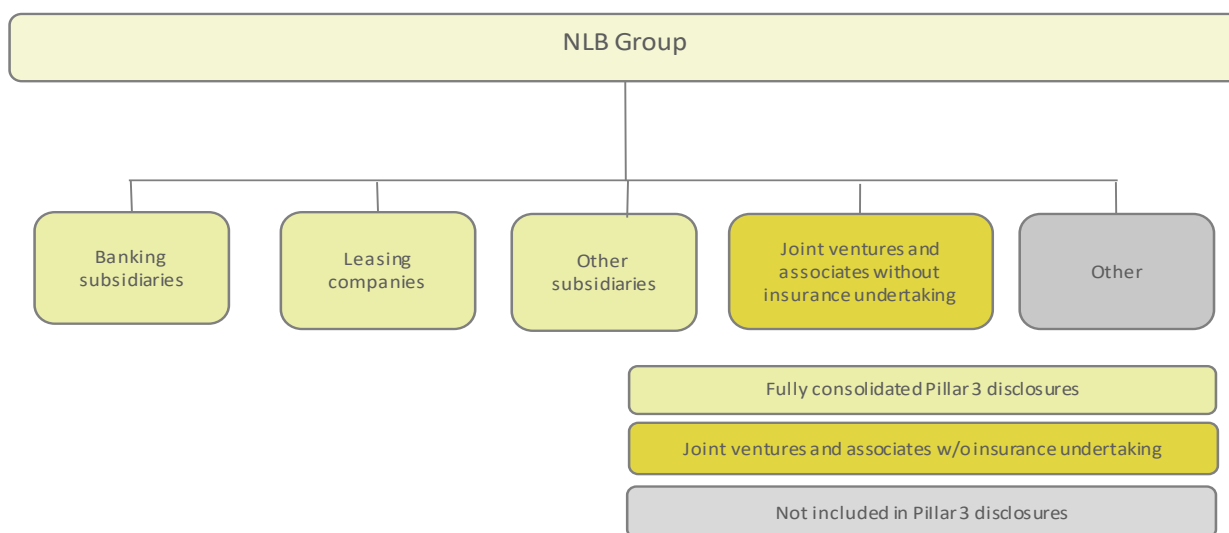 NLB Group
Banking
subsidiaries
Leasing
companies
Other
subsidiaries
Joint ventures and
associates without
insurance undertaking
Other
Fully consolidated Pillar 3 disclosures
Joint ventures and associates w/o insurance undertaking
Not included in Pillar 3 disclosures